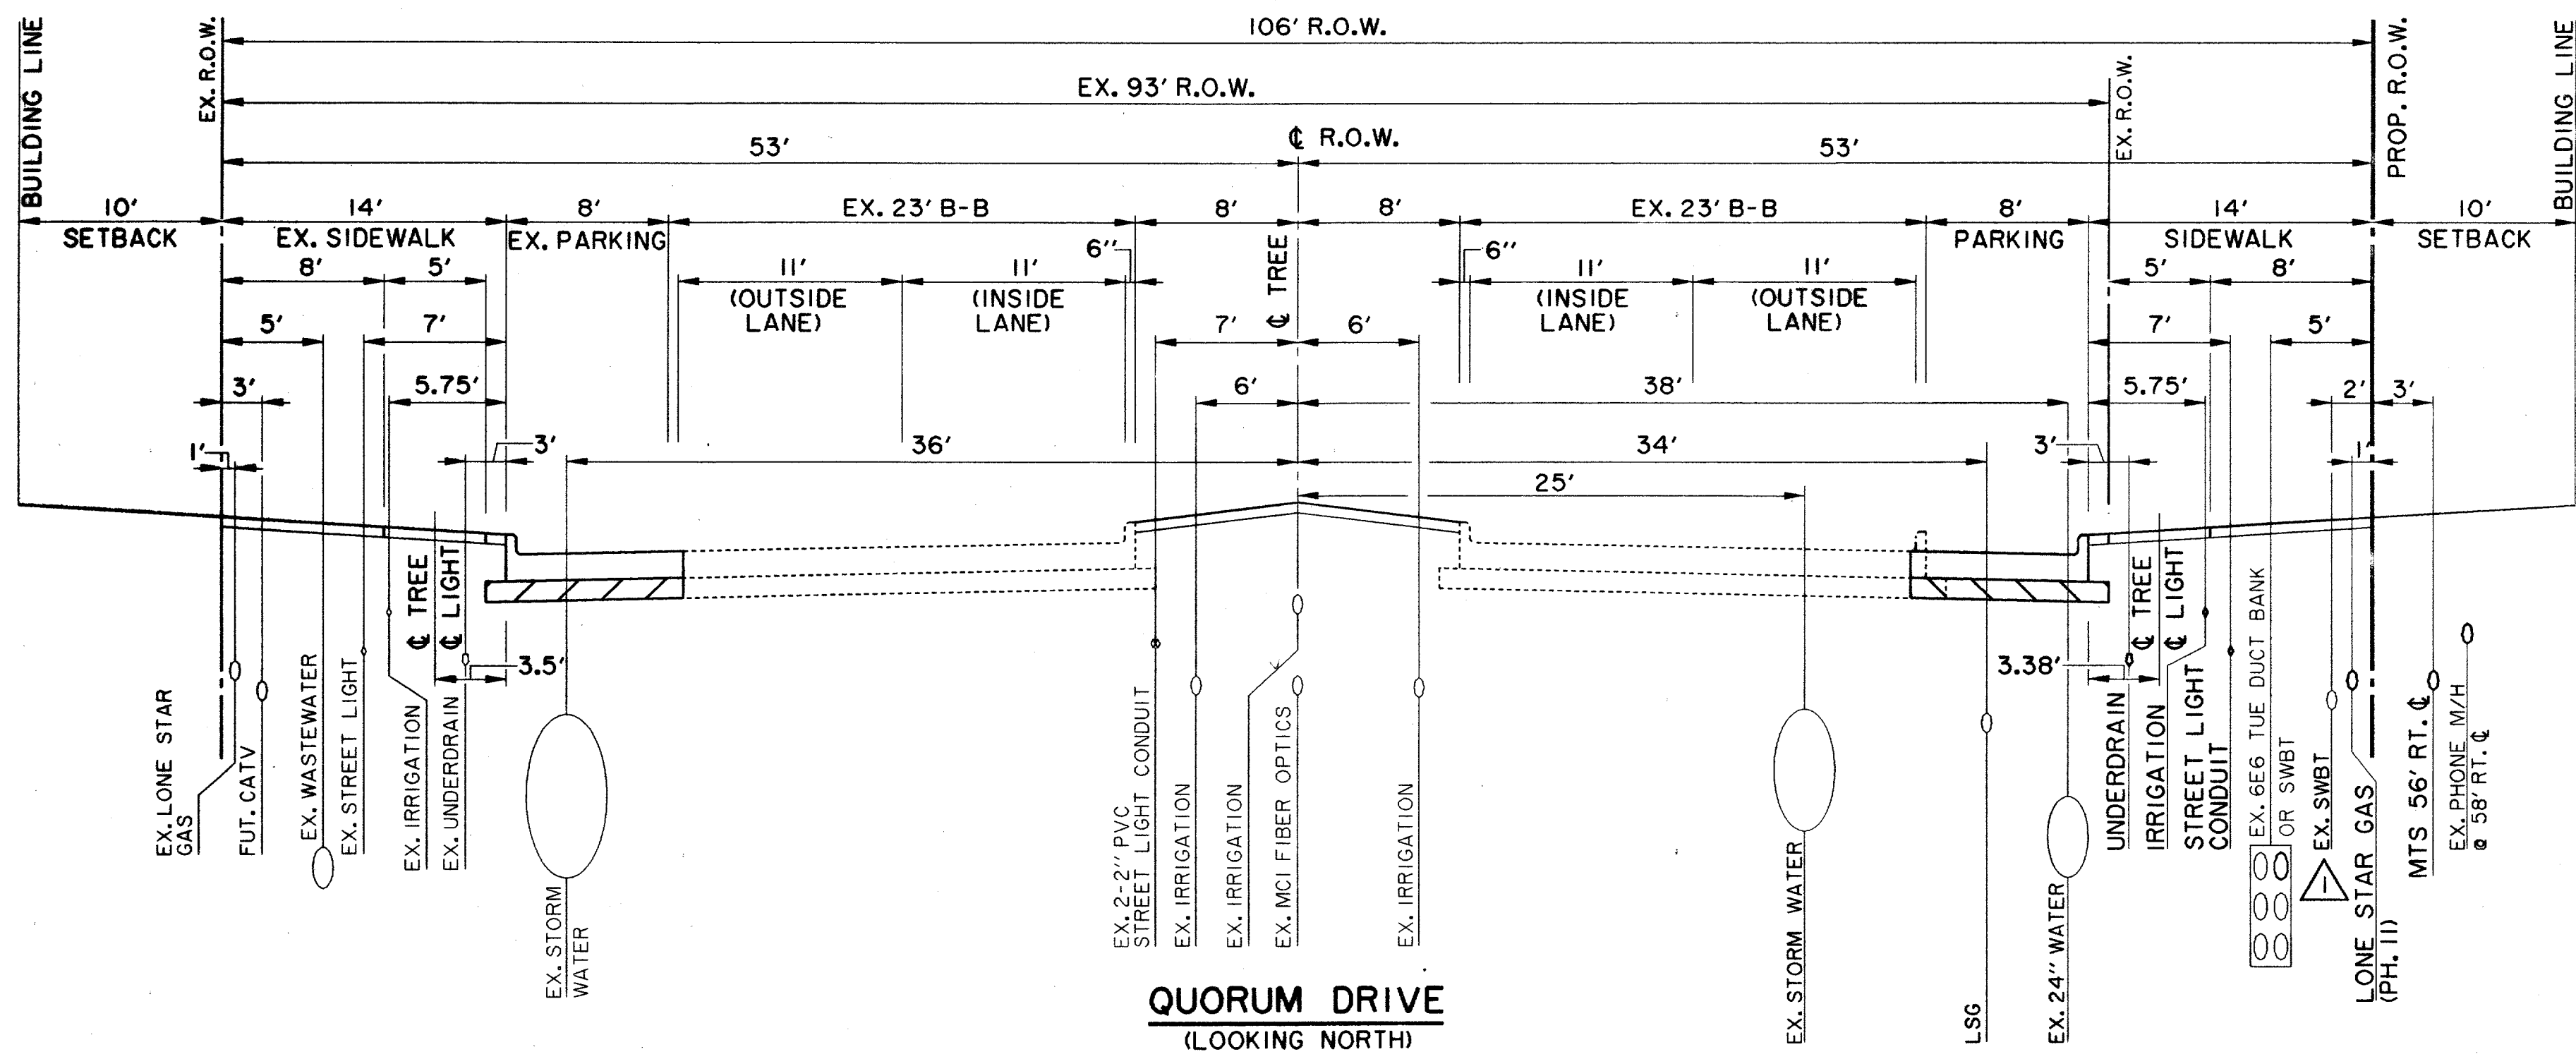 106' R.O.W.
EX. 93' R.O.W.
℄ R.O.W.
53'
53'
BUILDING LINE
EX. R.O.W.
EX. R.O.W.
PROP. R.O.W.
BUILDING LINE
10'
14'
8'
EX. 23' B-B
8'
8'
EX. 23' B-B
8'
14'
10'
SETBACK
EX. SIDEWALK
EX. PARKING
PARKING
SIDEWALK
SETBACK
8'
5'
6"
6"
5'
8'
11'
11'
11'
11'
(OUTSIDE
LANE)
(INSIDE
LANE)
(INSIDE
LANE)
(OUTSIDE
LANE)
℄ TREE
5'
7'
7'
6'
7'
5'
3'
5.75'
6'
38'
5.75'
2'
3'
1'
3'
36'
34'
3'
1'
25'
℄ TREE
℄ LIGHT
℄ TREE
℄ LIGHT
3.5'
3.38'
EX. LONE STAR
GAS
FUT. CATV
EX. WASTEWATER
EX. STREET LIGHT
EX. IRRIGATION
EX. UNDERDRAIN
EX. STORM
WATER
EX. 2-2" PVC
STREET LIGHT CONDUIT
EX. IRRIGATION
EX. IRRIGATION
EX. MCI FIBER OPTICS
EX. IRRIGATION
EX. STORM WATER
LSG
EX. 24" WATER
UNDERDRAIN
IRRIGATION
STREET LIGHT
CONDUIT
EX. 6E6 TUE DUCT BANK
OR SWBT
EX. SWBT
1
LONE STAR GAS
(PH. II)
MTS 56' RT. ℄
EX. PHONE M/H
@ 58' RT. ℄
QUORUM DRIVE
(LOOKING NORTH)